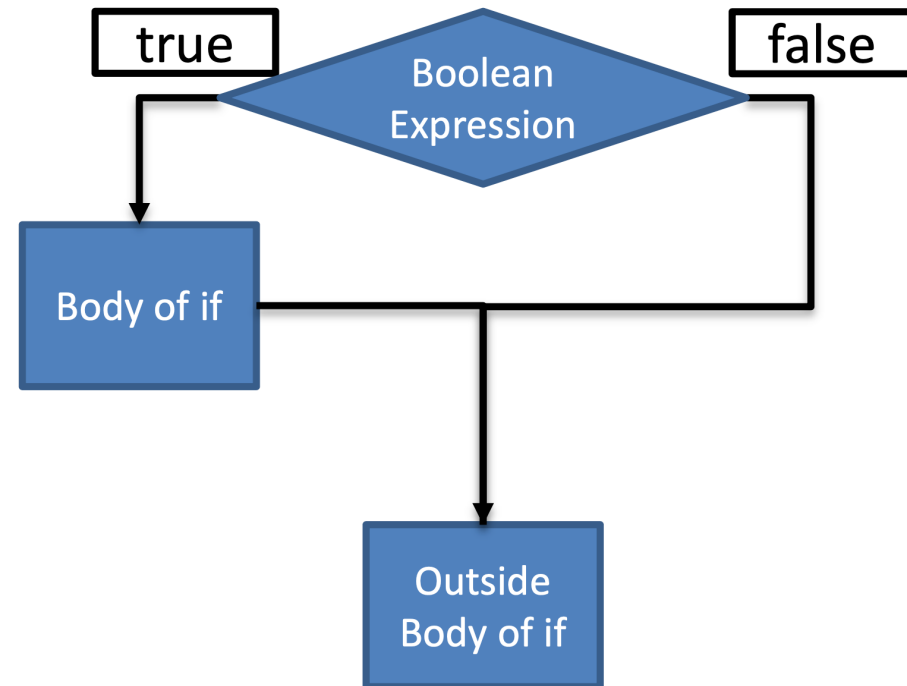 true
false
Boolean
Expression
Body of if
Outside
Body of if